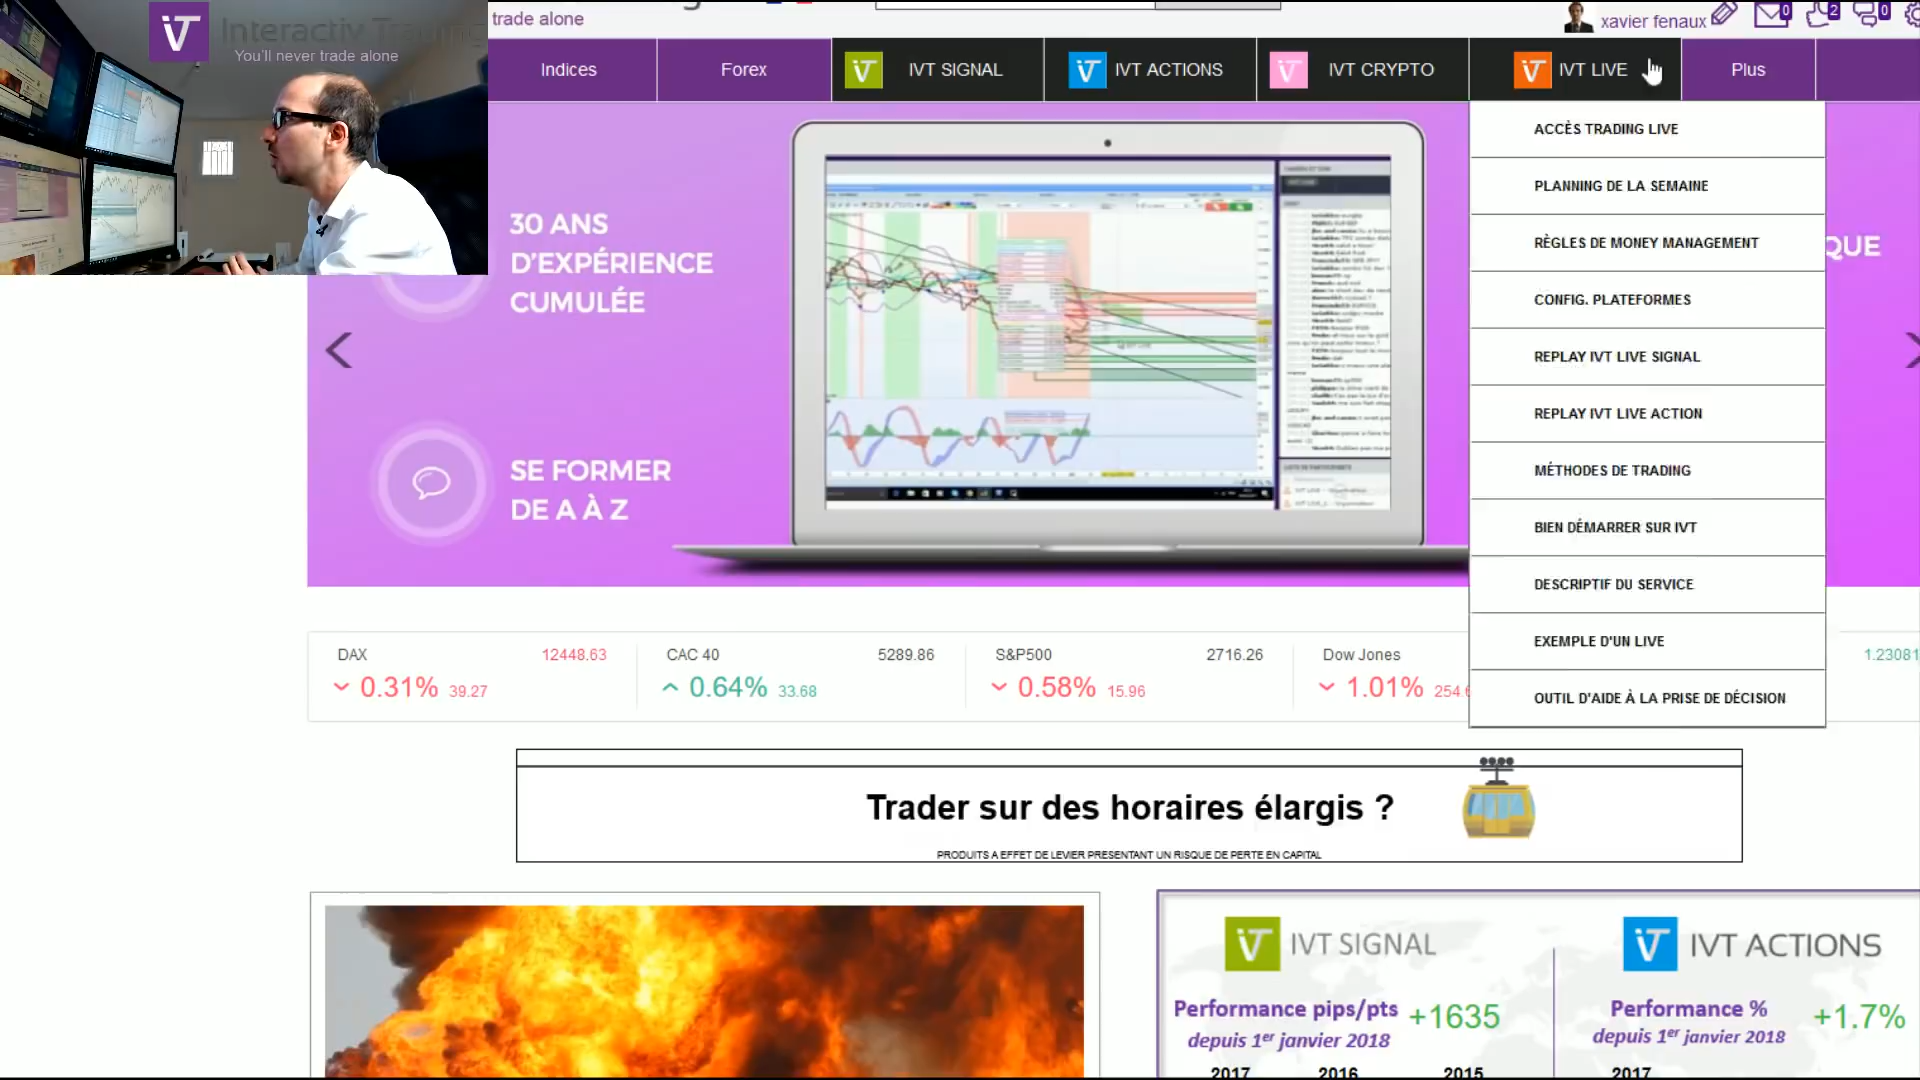 Interactiv Trading
You'll never trade alone
trade alone
xavier fenaux
0
2
0
Indices
Forex
IVT SIGNAL
IVT ACTIONS
IVT CRYPTO
IVT LIVE
Plus
ACCÈS TRADING LIVE
PLANNING DE LA SEMAINE
RÈGLES DE MONEY MANAGEMENT
CONFIG. PLATEFORMES
REPLAY IVT LIVE SIGNAL
REPLAY IVT LIVE ACTION
MÉTHODES DE TRADING
BIEN DÉMARRER SUR IVT
DESCRIPTIF DU SERVICE
EXEMPLE D'UN LIVE
OUTIL D'AIDE À LA PRISE DE DÉCISION
30 ANS
D'EXPÉRIENCE
CUMULÉE
QUE
SE FORMER
DE A À Z
DAX 12448.63
0.31% 39.27
CAC 40 5289.86
0.64% 33.68
S&P500 2716.26
0.58% 15.96
Dow Jones
1.01% 254
1.23081
Trader sur des horaires élargis ?
PRODUITS A EFFET DE LEVIER PRESENTANT UN RISQUE DE PERTE EN CAPITAL
IVT SIGNAL
Performance pips/pts +1635
depuis 1er janvier 2018
2017 2016 2015
IVT ACTIONS
Performance % +1.7%
depuis 1er janvier 2018
2017